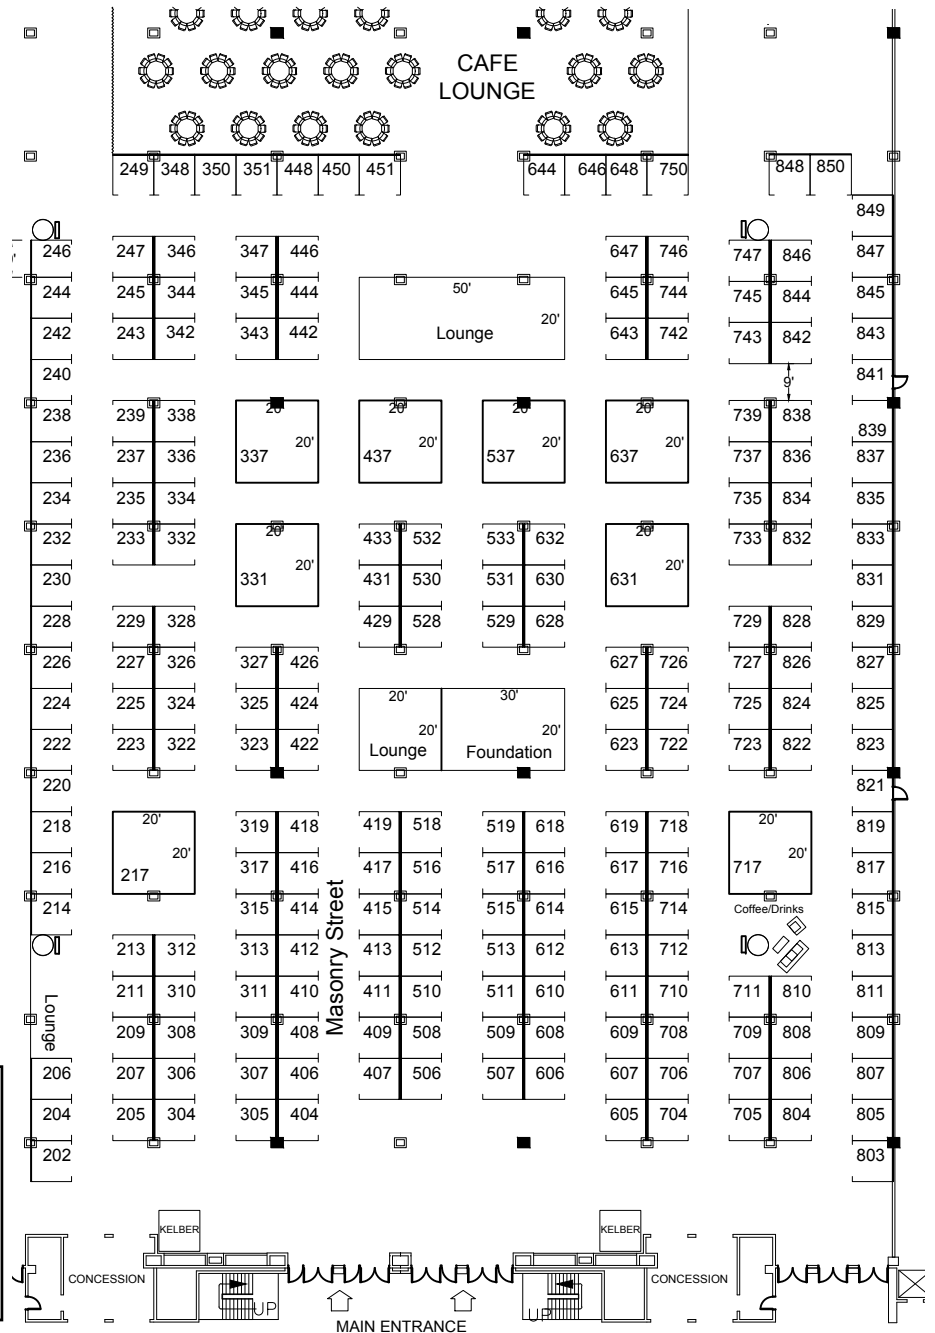 CAFE
LOUNGE
249 348 350 351 448 450 451 644 646 648 750 848 850
849
246 247 346 347 446 647 746 747 846 847
244 245 344 345 444 50' 645 744 745 844 845
242 243 342 343 442 Lounge 20' 643 742 743 842 843
240 841
9'
238 239 338 20' 20' 20' 20' 739 838 839
236 237 336 337 20' 437 20' 537 20' 637 20' 737 836 837
234 235 334 735 834 835
232 233 332 20' 433 532 533 632 20' 733 832 833
230 331 20' 431 530 531 630 631 20' 831
228 229 328 429 528 529 628 729 828 829
226 227 326 327 426 627 726 727 826 827
224 225 324 325 424 20' 30' 625 724 725 824 825
20' 20'
222 223 322 323 422 Lounge Foundation 623 722 723 822 823
220 821
218 20' 319 418 419 518 519 618 619 718 20' 819
216 217 20' 317 416 417 516 517 616 617 716 717 20' 817
214 315 414 415 514 515 614 615 714 Coffee/Drinks 815
213 312 313 412 413 512 513 612 613 712 813
Masonry Street
211 310 311 410 411 510 511 610 611 710 711 810 811
Lounge
209 308 309 408 409 508 509 608 609 708 709 808 809
206 207 306 307 406 407 506 507 606 607 706 707 806 807
204 205 304 305 404 605 704 705 804 805
202 803
KELBER KELBER
CONCESSION CONCESSION
UP UP
MAIN ENTRANCE